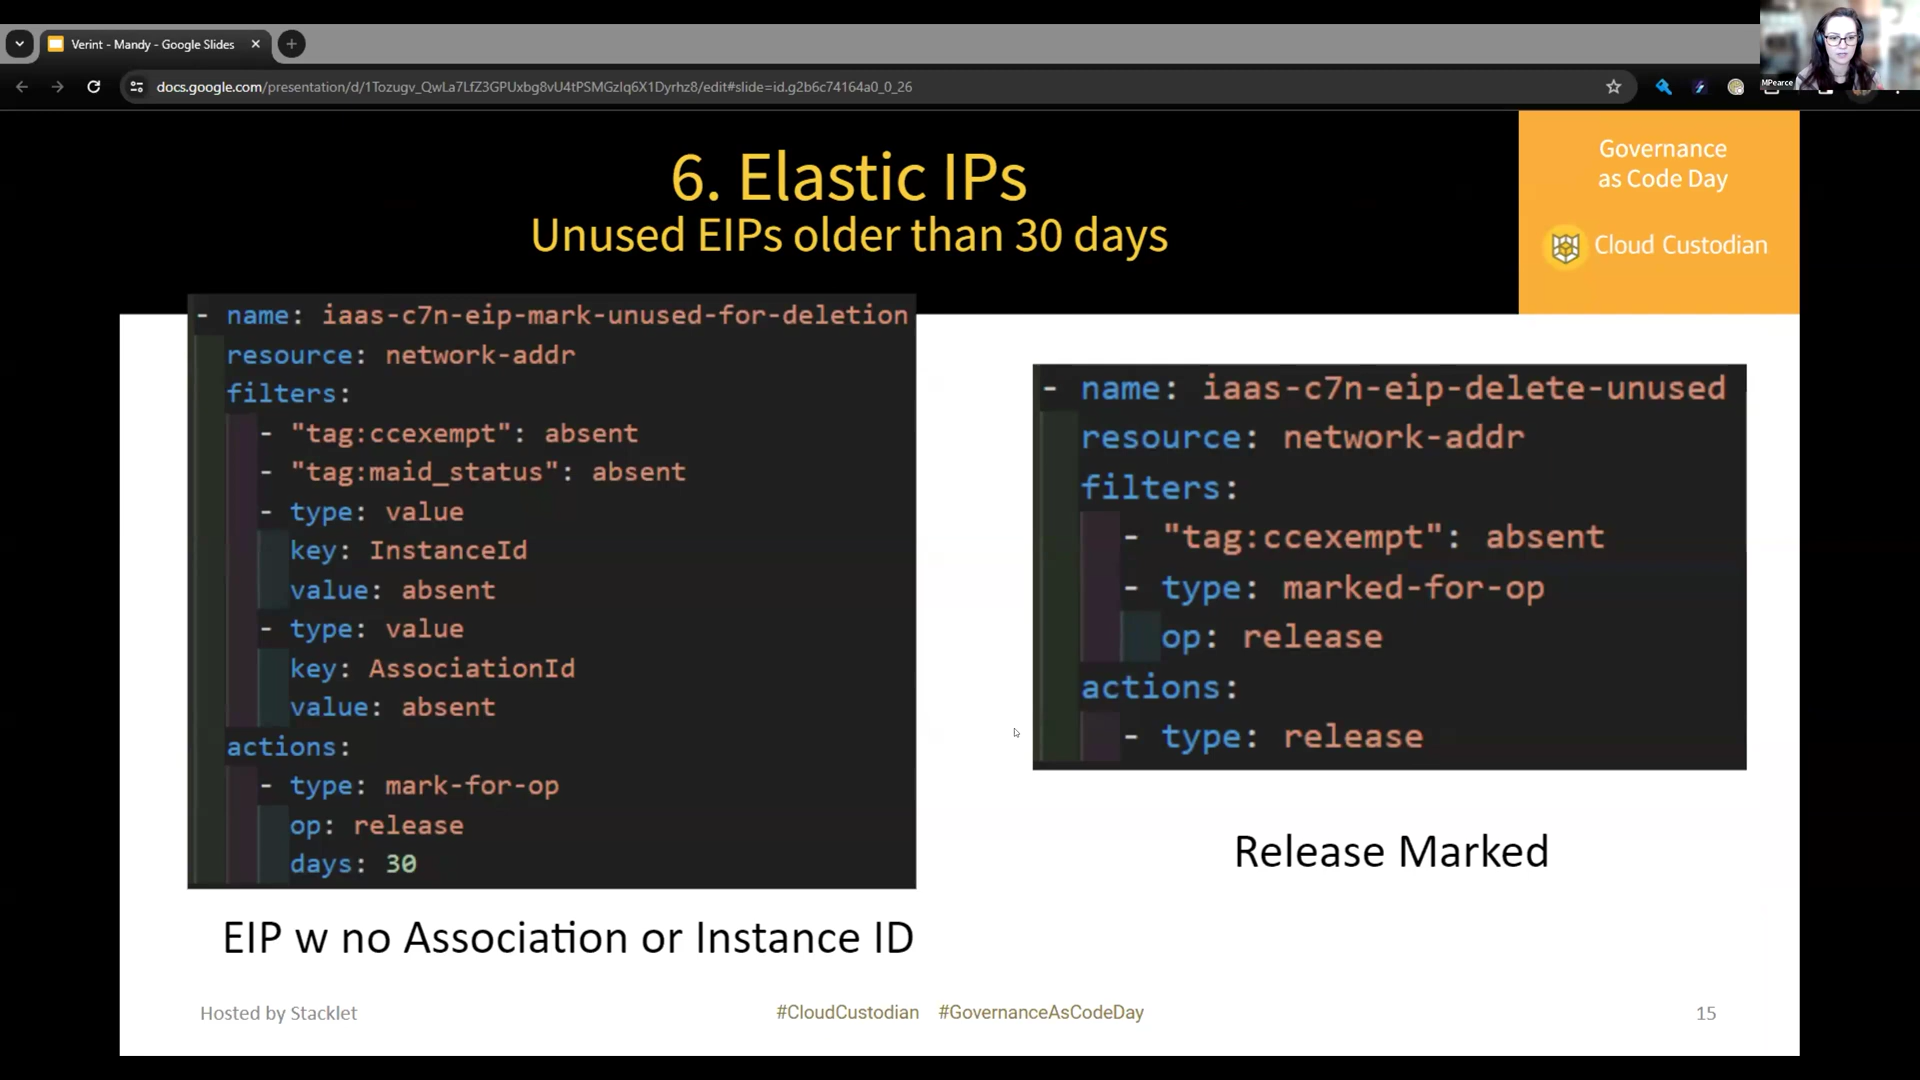 Verint - Mandy - Google Slides
docs.google.com/presentation/d/1Tozugv_QwLa7LfZ3GPUxbg8vU4tPSMGzlq6X1Dyrhz8/edit#slide=id.g2b6c74164a0_0_26
MPearce
6. Elastic IPs
Unused EIPs older than 30 days
Governance
as Code Day
Cloud Custodian
- name: iaas-c7n-eip-mark-unused-for-deletion
resource: network-addr
filters:
- "tag:ccexempt": absent
- "tag:maid_status": absent
- type: value
key: InstanceId
value: absent
- type: value
key: AssociationId
value: absent
actions:
- type: mark-for-op
op: release
days: 30
EIP w no Association or Instance ID
- name: iaas-c7n-eip-delete-unused
resource: network-addr
filters:
- "tag:ccexempt": absent
- type: marked-for-op
op: release
actions:
- type: release
Release Marked
Hosted by Stacklet
#CloudCustodian #GovernanceAsCodeDay
15